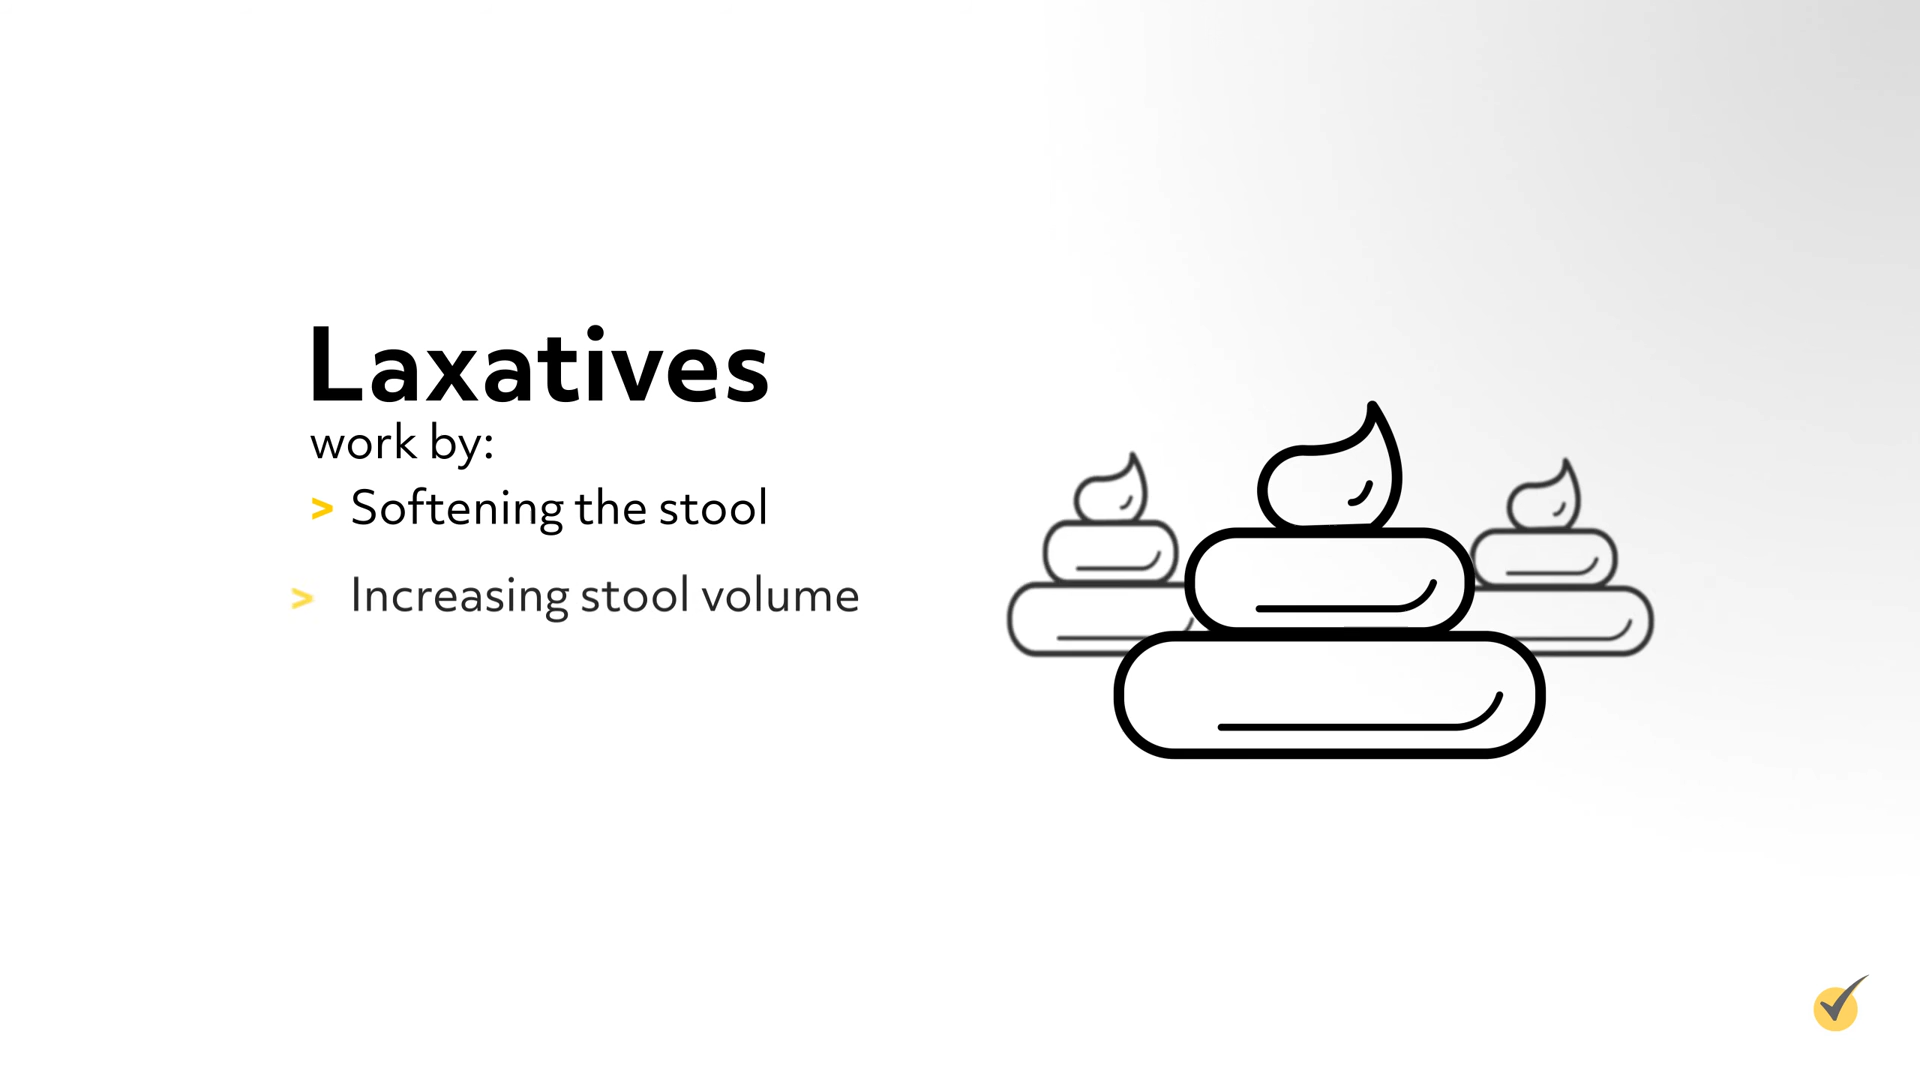 Laxatives
work by:
> Softening the stool
> Increasing stool volume